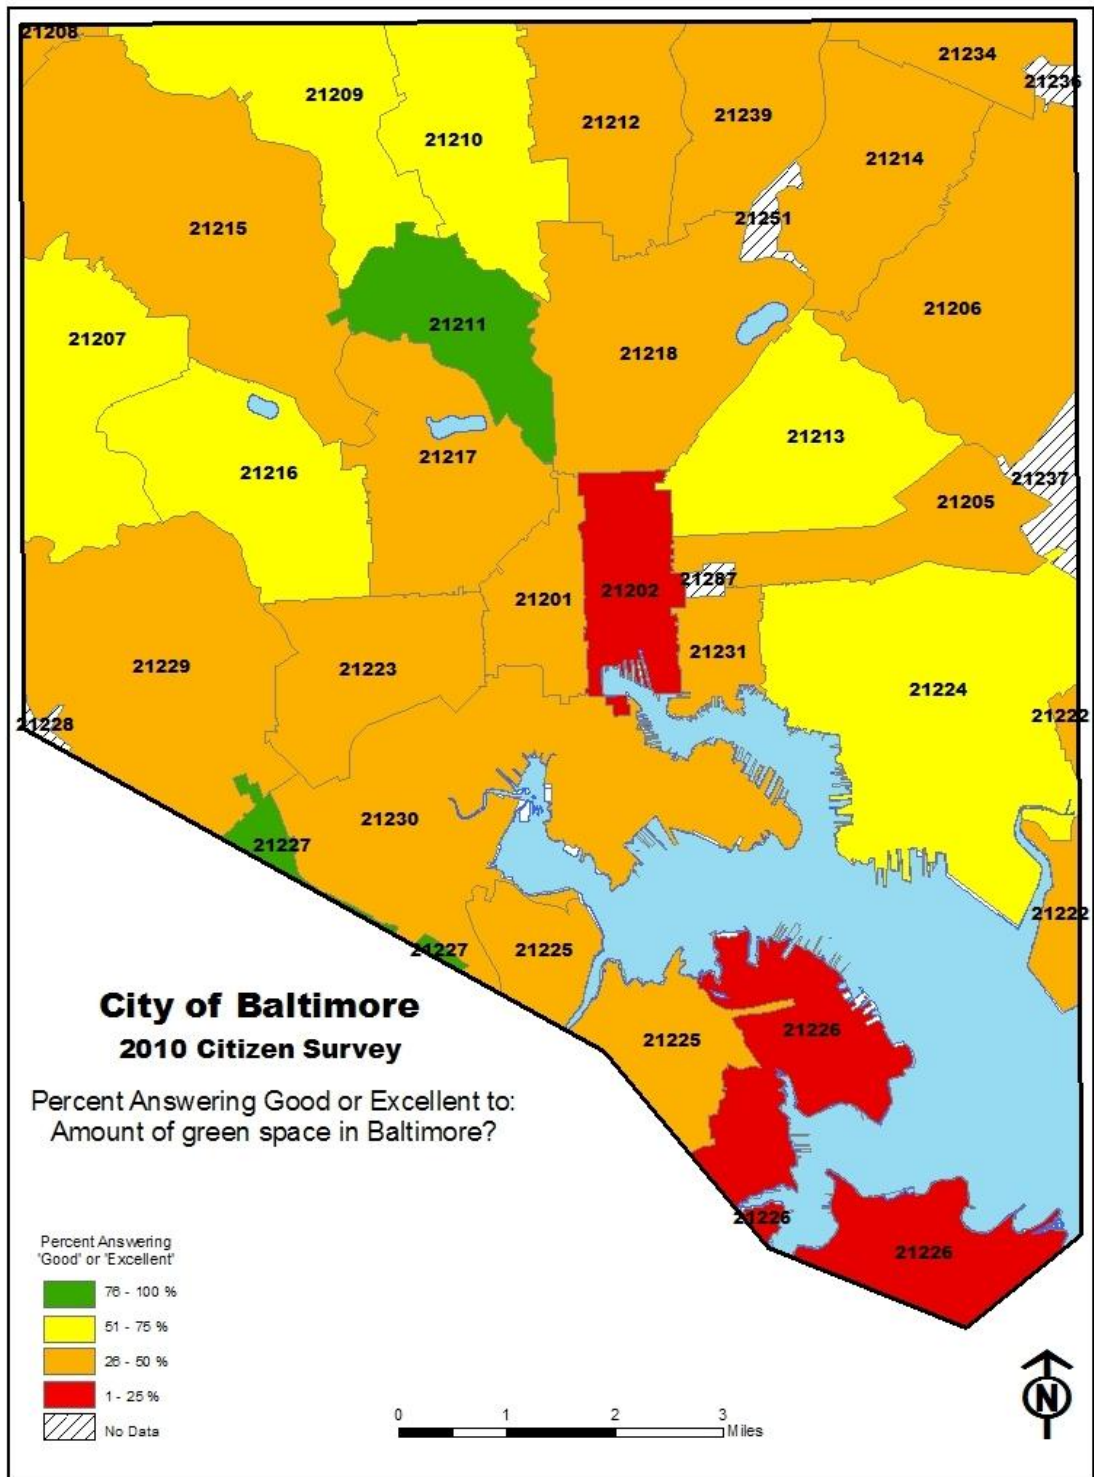 21208
21234
21236
21209
21212
21239
21210
21214
21251
21215
21206
21211
21207
21218
21213
21217
21216
21237
21205
21287
21202
21201
21231
21229
21223
21224
21228
21222
21230
21227
21222
21227
21225
City of Baltimore
2010 Citizen Survey
21226
21225
Percent Answering Good or Excellent to:
Amount of green space in Baltimore?
21226
21226
Percent Answering
'Good' or 'Excellent'
76 - 100 %
51 - 75 %
26 - 50 %
1 - 25 %
No Data
0 1 2 3
Miles
N